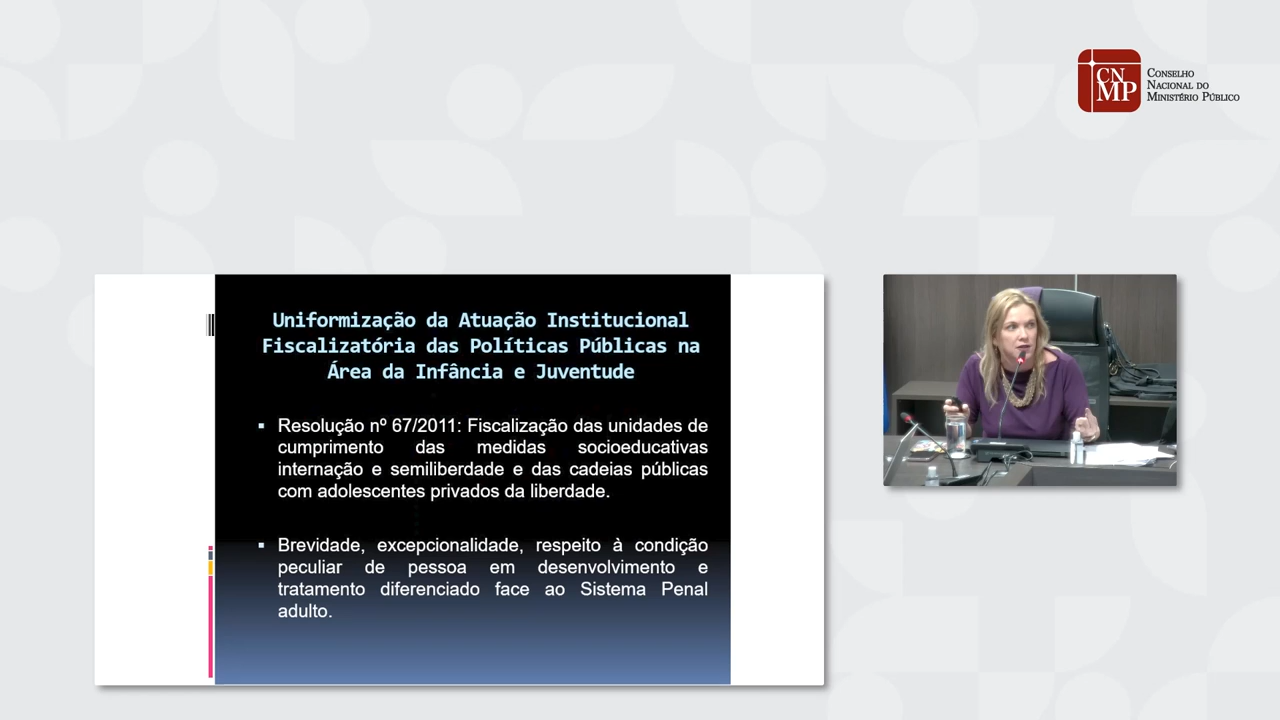 CN
MP
Conselho
Nacional do
Ministério Público
Uniformização da Atuação Institucional
Fiscalizatória das Políticas Públicas na
Área da Infância e Juventude
▪ Resolução nº 67/2011: Fiscalização das unidades de
cumprimento das medidas socioeducativas
internação e semiliberdade e das cadeias públicas
com adolescentes privados da liberdade.
▪ Brevidade, excepcionalidade, respeito à condição
peculiar de pessoa em desenvolvimento e
tratamento diferenciado face ao Sistema Penal
adulto.